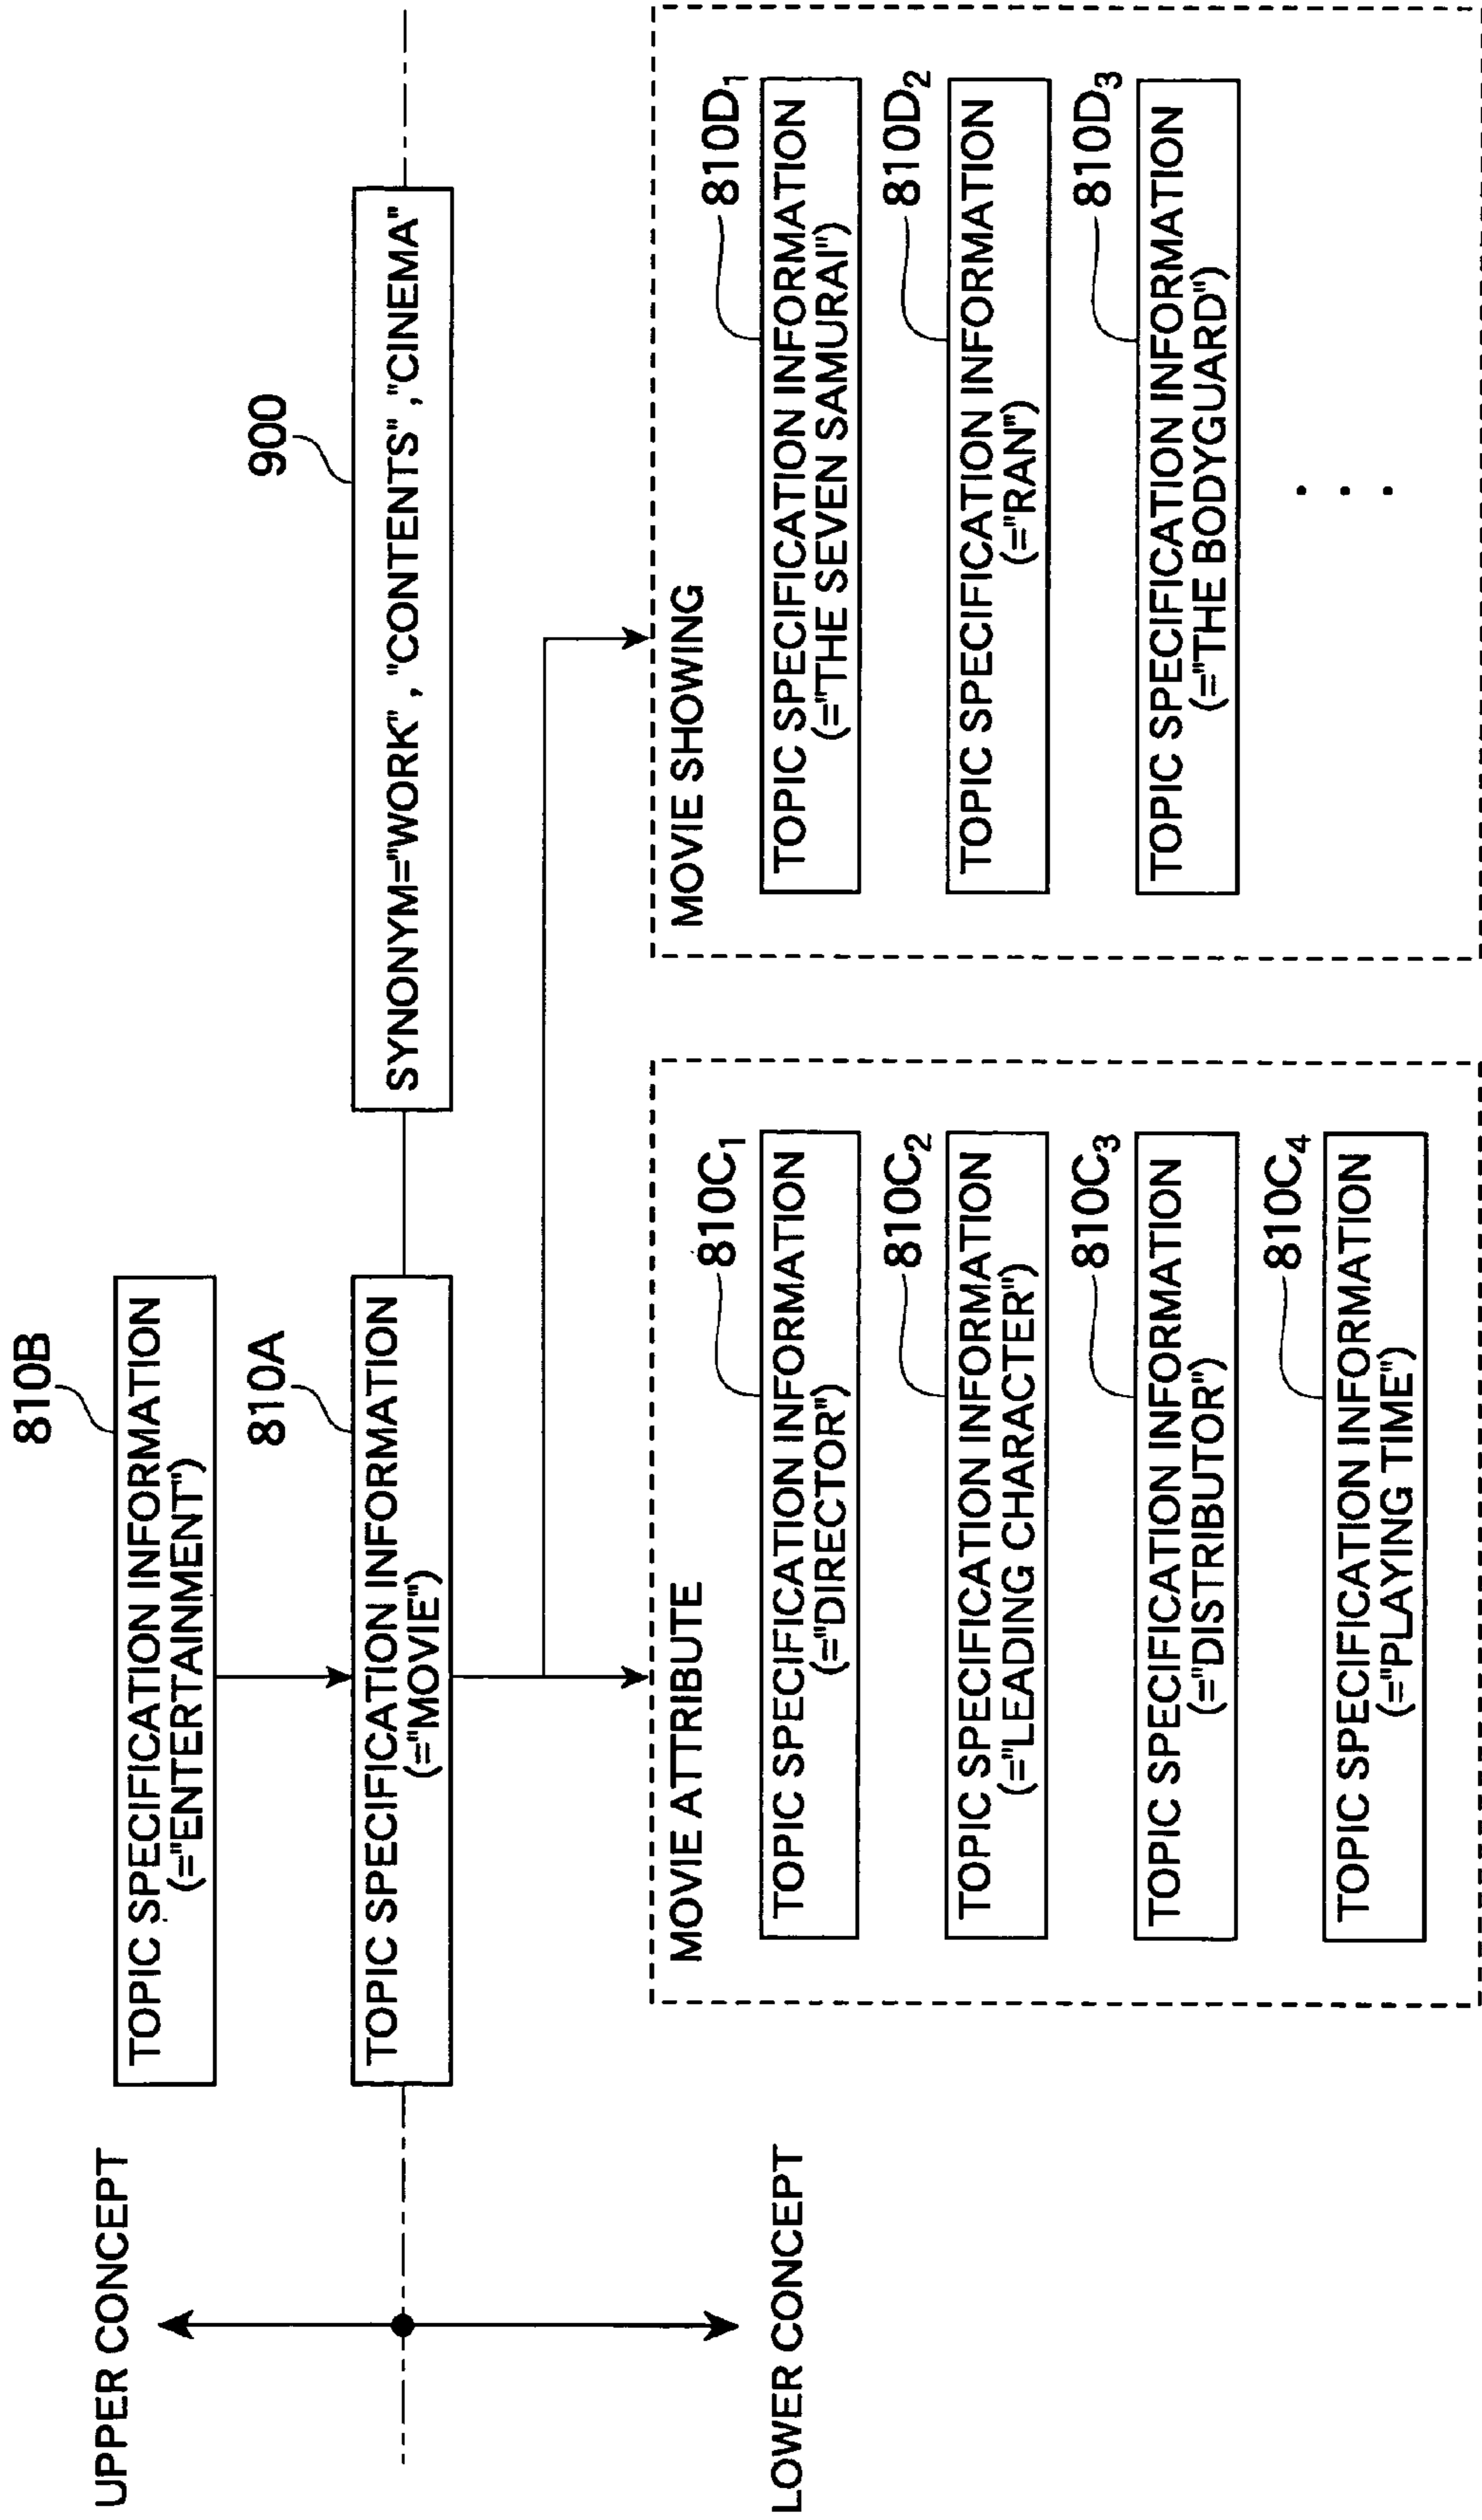 UPPER CONCEPT
LOWER CONCEPT
810B
TOPIC SPECIFICATION INFORMATION
(="ENTERTAINMENT")
810A
TOPIC SPECIFICATION INFORMATION
(="MOVIE")
900
SYNONYM="WORK","CONTENTS","CINEMA"
MOVIE ATTRIBUTE
810C1
TOPIC SPECIFICATION INFORMATION
(="DIRECTOR")
810C2
TOPIC SPECIFICATION INFORMATION
(="LEADING CHARACTER")
810C3
TOPIC SPECIFICATION INFORMATION
(="DISTRIBUTOR")
810C4
TOPIC SPECIFICATION INFORMATION
(="PLAYING TIME")
MOVIE SHOWING
810D1
TOPIC SPECIFICATION INFORMATION
(="THE SEVEN SAMURAI")
810D2
TOPIC SPECIFICATION INFORMATION
(="RAN")
810D3
TOPIC SPECIFICATION INFORMATION
(="THE BODYGUARD")